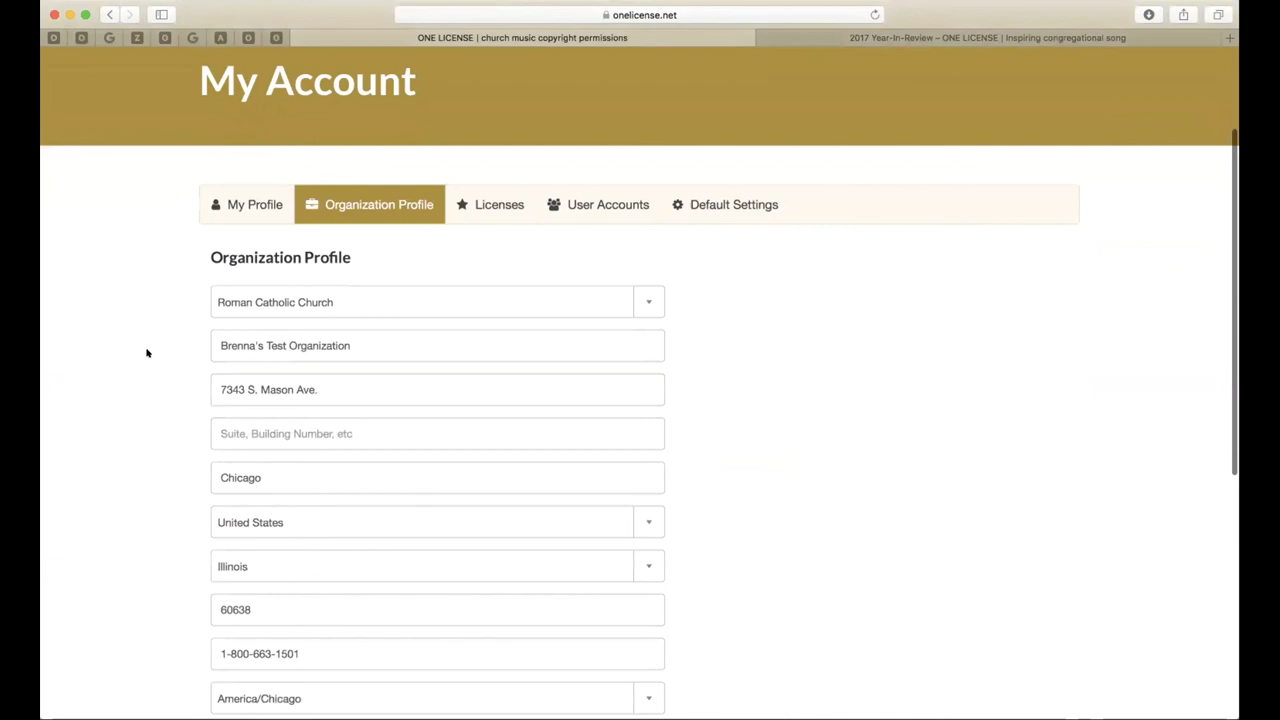 onelicense.net
ONE LICENSE | church music copyright permissions
2017 Year-In-Review – ONE LICENSE | Inspiring congregational song
My Account
My Profile
Organization Profile
Licenses
User Accounts
Default Settings
Organization Profile
Roman Catholic Church
Brenna's Test Organization
7343 S. Mason Ave.
Suite, Building Number, etc
Chicago
United States
Illinois
60638
1-800-663-1501
America/Chicago